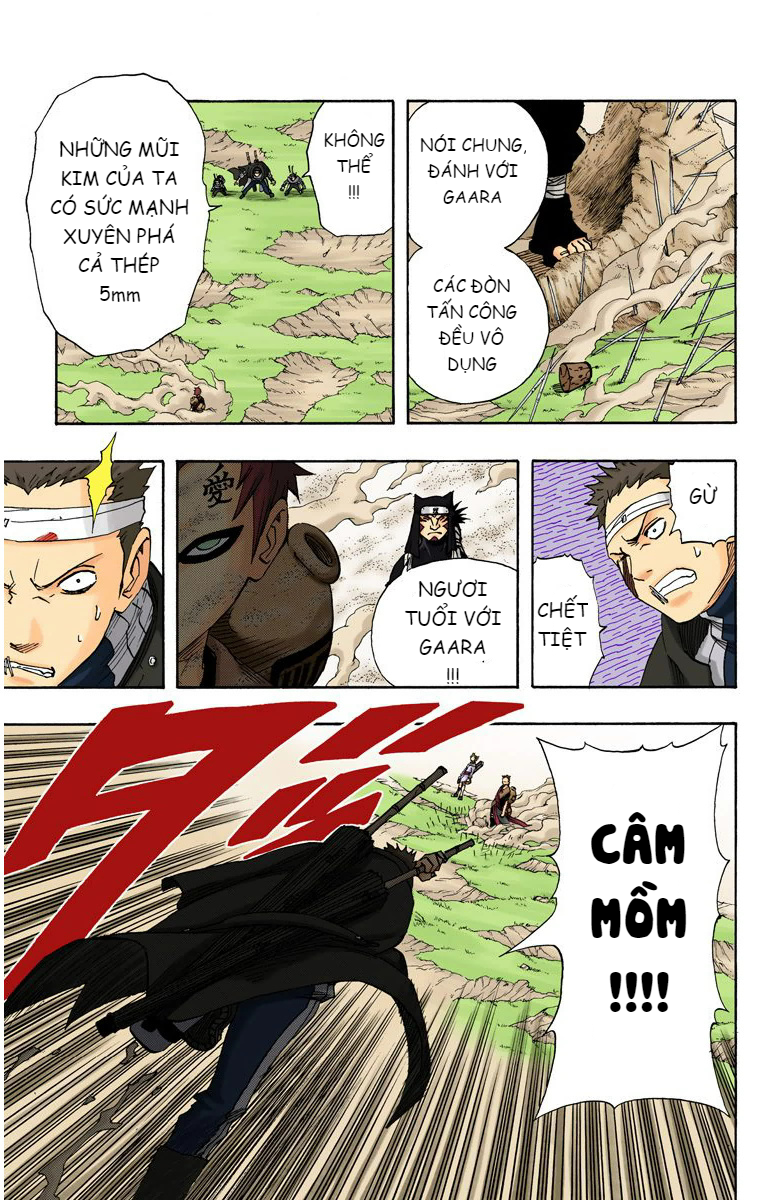 NÓI CHUNG,
ĐÁNH VỚI
GAARA
CÁC ĐÒN
TẤN CÔNG
ĐỀU VÔ
DỤNG
KHÔNG
THỂ
!!!
NHỮNG MŨI
KIM CỦA TA
CÓ SỨC MẠNH
XUYÊN PHÁ
CẢ THÉP
5mm
GỪ
CHẾT
TIỆT
愛
NGƯƠI
TUỔI VỚI
GAARA
!!!
CÂM
MỒM
!!!!
ダッ